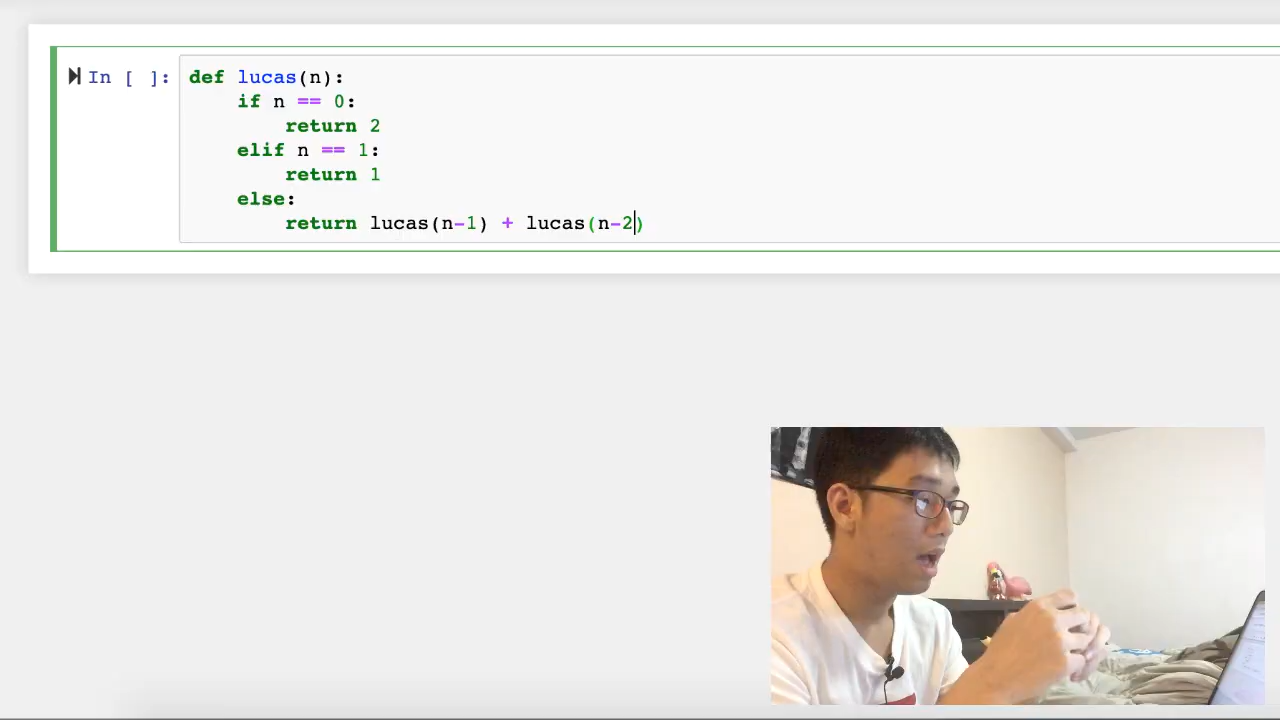 In [ ]:
def lucas(n):
    if n == 0:
        return 2
    elif n == 1:
        return 1
    else:
        return lucas(n-1) + lucas(n-2)